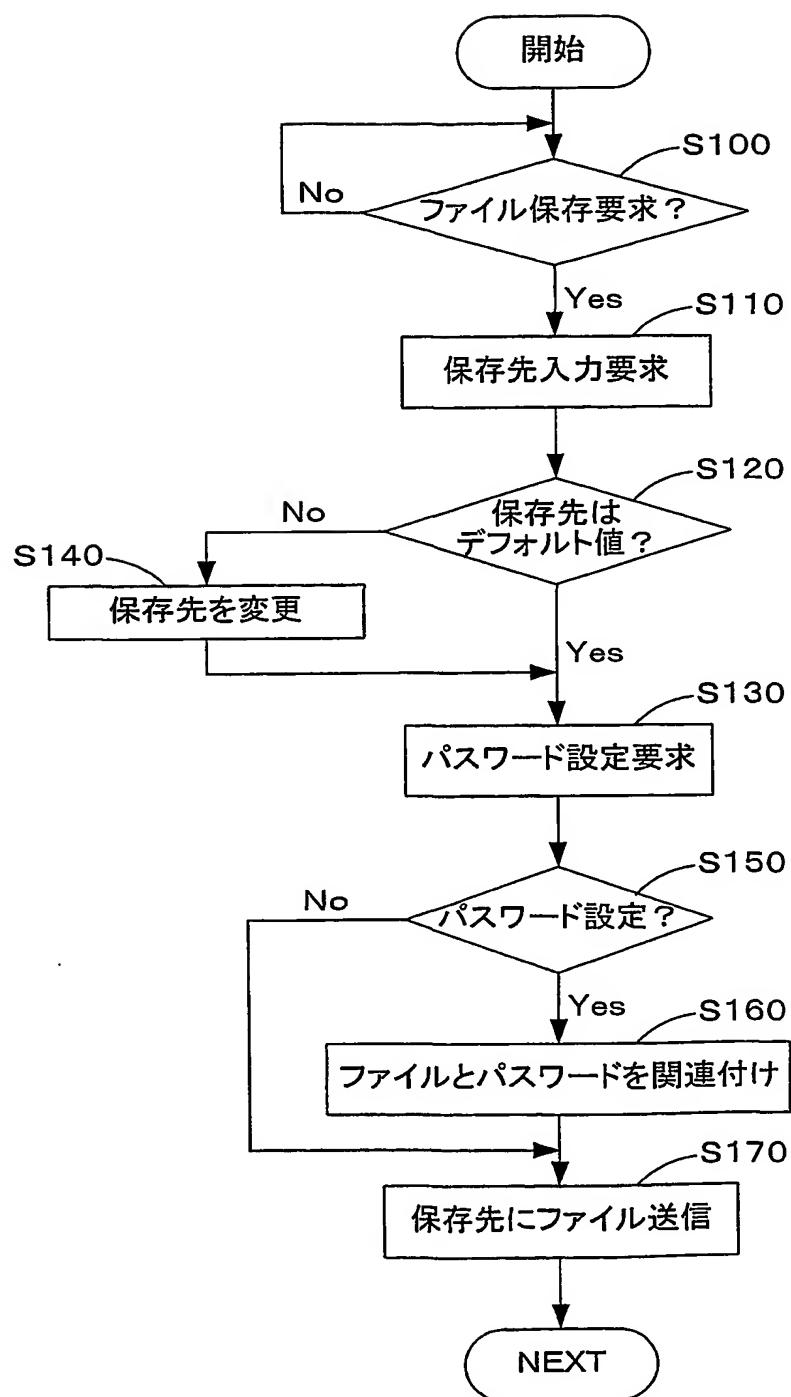 開始
S100
No
ファイル保存要求?
Yes
S110
保存先入力要求
S120
No
保存先は
デフォルト値?
S140
保存先を変更
Yes
S130
パスワード設定要求
S150
No
パスワード設定?
Yes
S160
ファイルとパスワードを関連付け
S170
保存先にファイル送信
NEXT